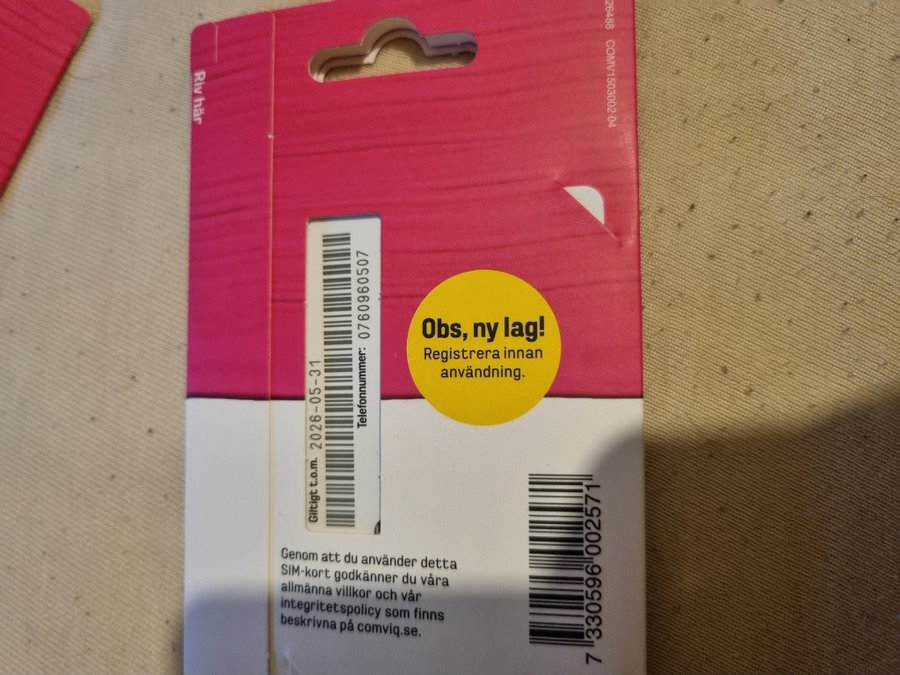 Riv här
26488 COMV1503002 04
Giltigt t.o.m. 2026-05-31
Telefonnummer: 0760960507
Obs, ny lag!
Registrera innan
användning.
Genom att du använder detta
SIM-kort godkänner du våra
allmänna villkor och vår
integritetspolicy som finns
beskrivna på comviq.se.
7 330596 002571